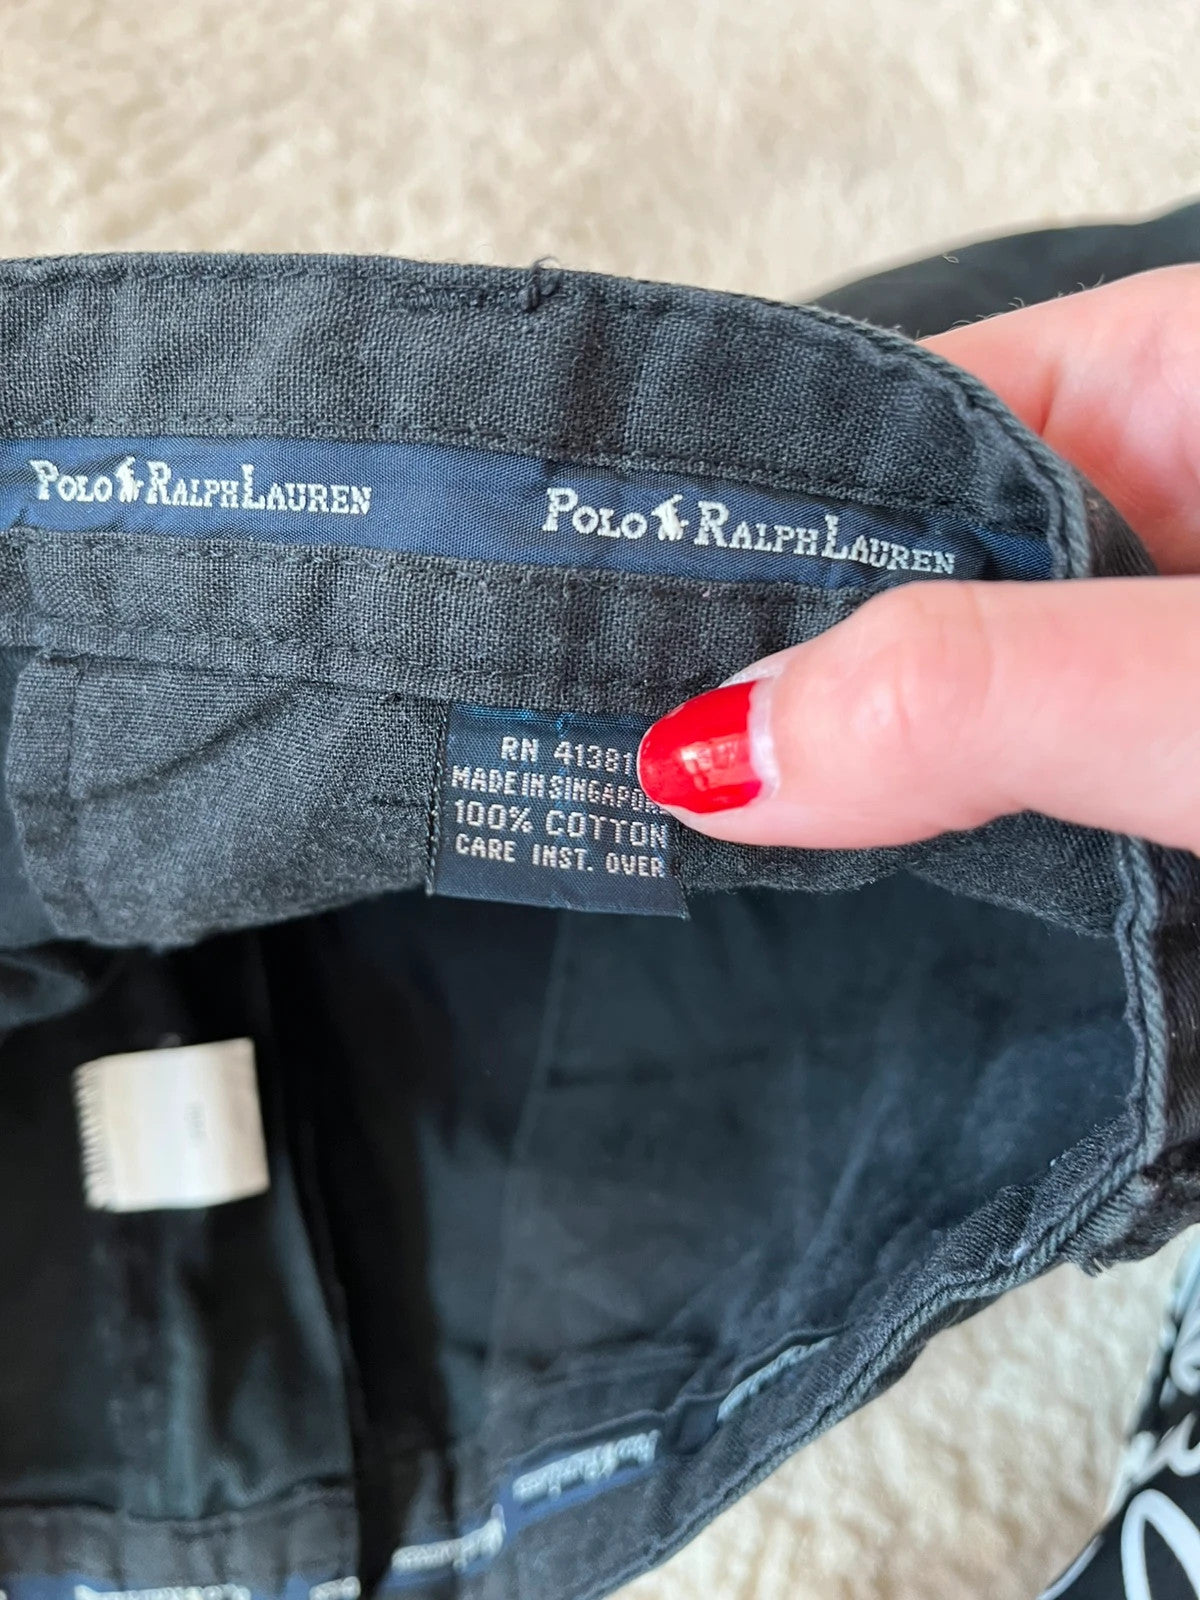 POLO RALPH LAUREN POLO RALPH LAUREN
RN 41381
MADE IN SINGAPORE
100% COTTON
CARE INST. OVER